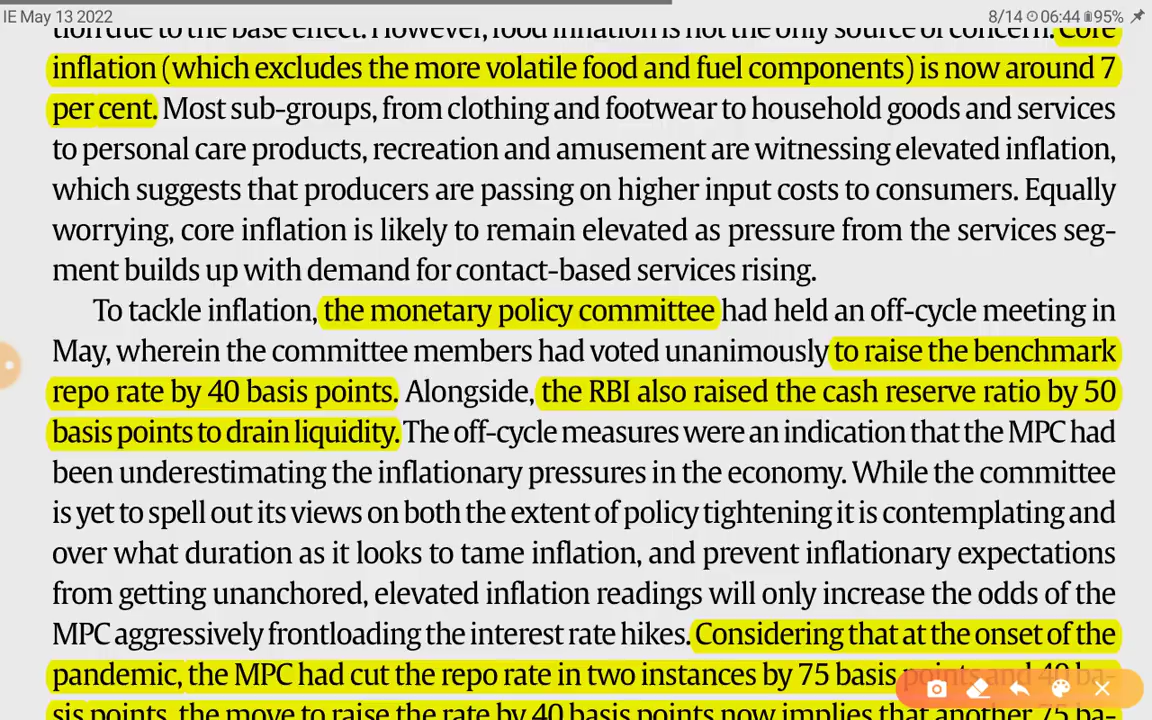 IE May 13 2022
8/14 06:44 95%
tion due to the base effect. However, food inflation is not the only source of concern. Core
inflation (which excludes the more volatile food and fuel components) is now around 7
per cent. Most sub-groups, from clothing and footwear to household goods and services
to personal care products, recreation and amusement are witnessing elevated inflation,
which suggests that producers are passing on higher input costs to consumers. Equally
worrying, core inflation is likely to remain elevated as pressure from the services seg-
ment builds up with demand for contact-based services rising.
To tackle inflation, the monetary policy committee had held an off-cycle meeting in
May, wherein the committee members had voted unanimously to raise the benchmark
repo rate by 40 basis points. Alongside, the RBI also raised the cash reserve ratio by 50
basis points to drain liquidity. The off-cycle measures were an indication that the MPC had
been underestimating the inflationary pressures in the economy. While the committee
is yet to spell out its views on both the extent of policy tightening it is contemplating and
over what duration as it looks to tame inflation, and prevent inflationary expectations
from getting unanchored, elevated inflation readings will only increase the odds of the
MPC aggressively frontloading the interest rate hikes. Considering that at the onset of the
pandemic, the MPC had cut the repo rate in two instances by 75 basis points and 40 ba-
sis points, the move to raise the rate by 40 basis points now implies that another 75 ba-